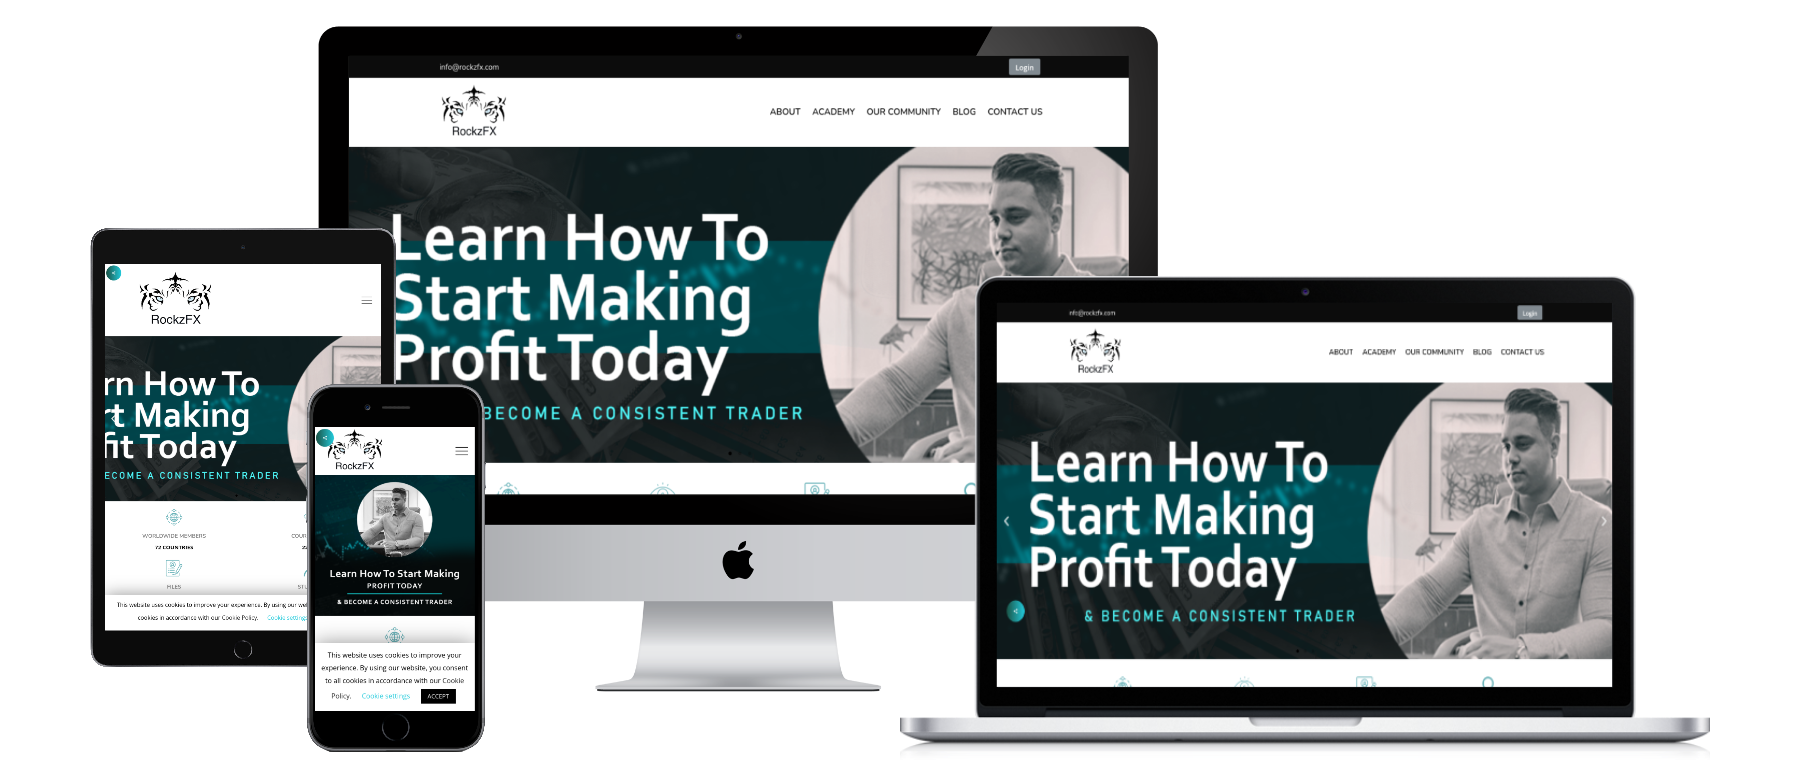 info@rockzfx.com
Login
RockzFX
ABOUT ACADEMY OUR COMMUNITY BLOG CONTACT US
Learn How To
Start Making
Profit Today
BECOME A CONSISTENT TRADER
RockzFX
rn How To
rt Making
fit Today
ECOME A CONSISTENT TRADER
WORLDWIDE MEMBERS
72 COUNTRIES
FILES
This website uses cookies to improve your experience. By using our
cookies in accordance with our Cookie Policy. Cookie settings
RockzFX
Learn How To Start Making
PROFIT TODAY
& BECOME A CONSISTENT TRADER
This website uses cookies to improve your
experience. By using our website, you consent
to all cookies in accordance with our Cookie
Policy. Cookie settings ACCEPT
info@rockzfx.com
Login
RockzFX
ABOUT ACADEMY OUR COMMUNITY BLOG CONTACT US
Learn How To
Start Making
Profit Today
& BECOME A CONSISTENT TRADER